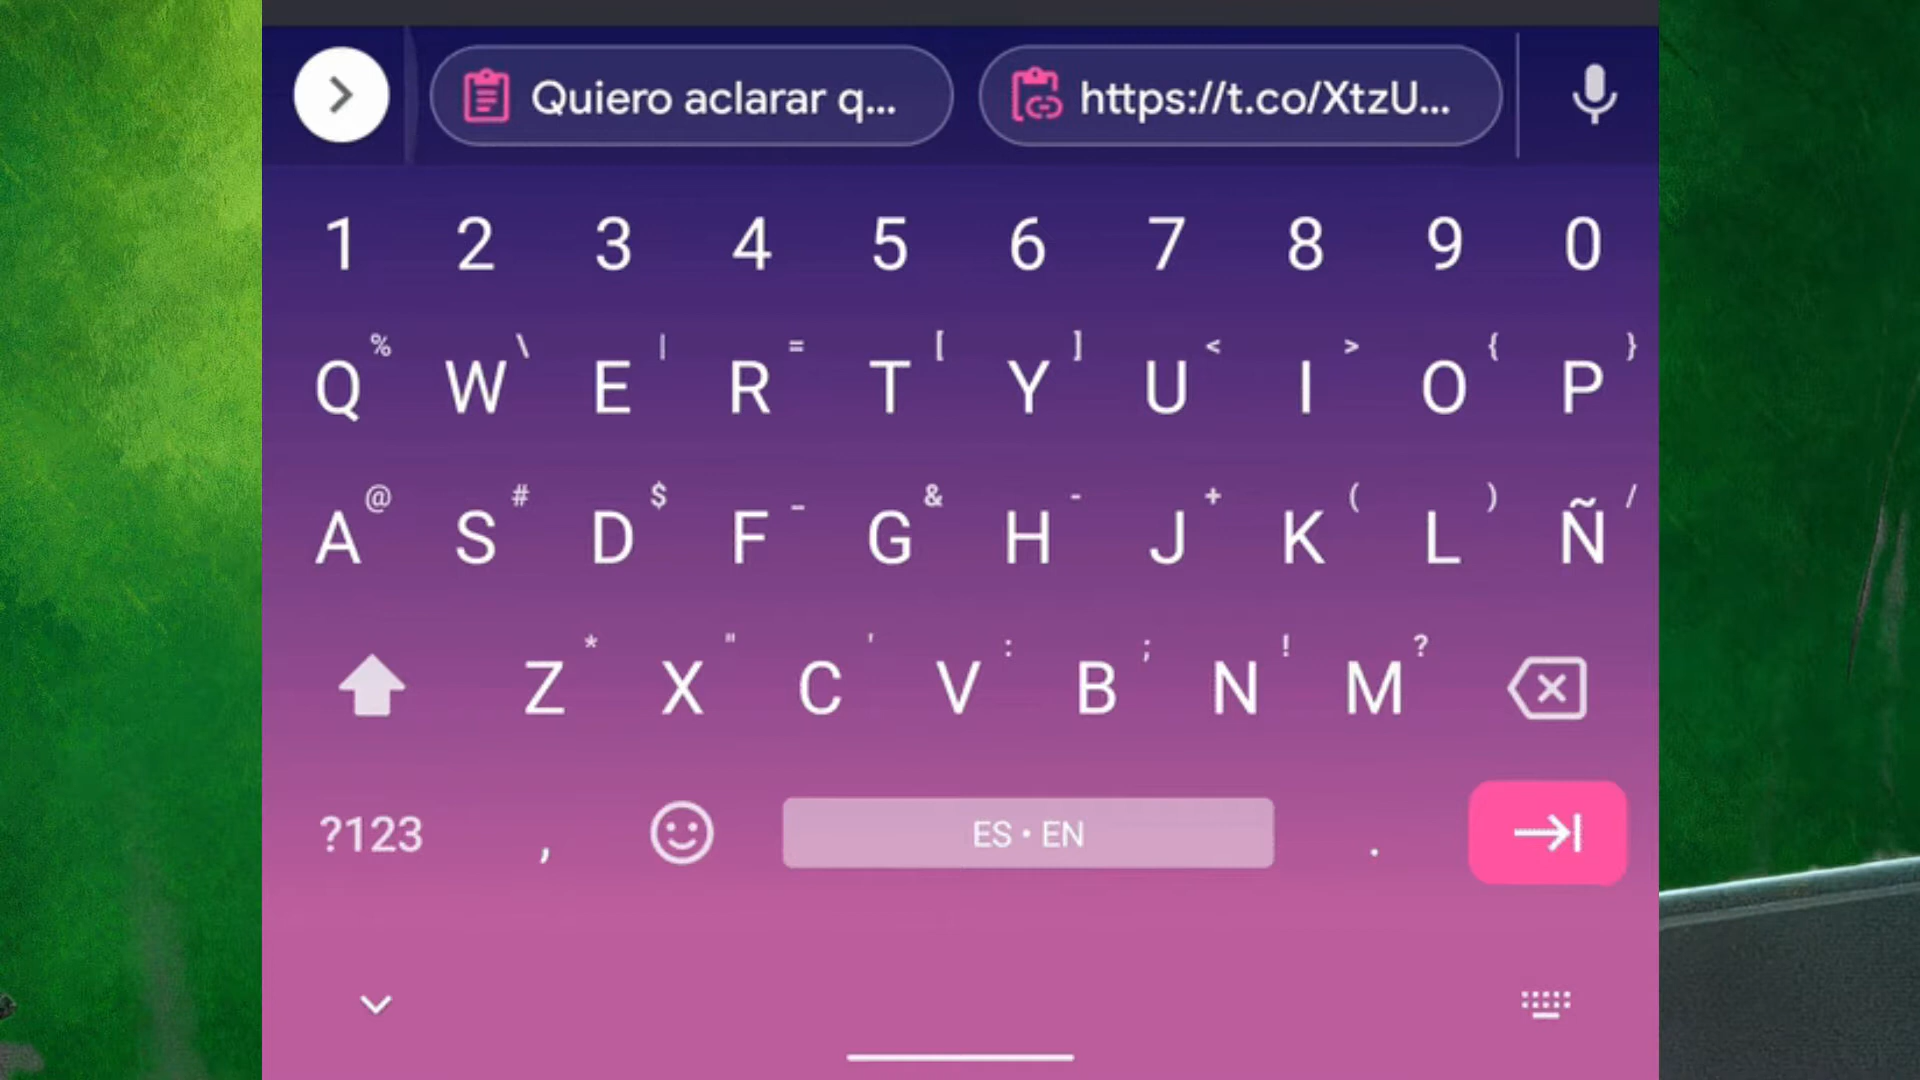 Quiero aclarar q... https://t.co/XtzU...
1 2 3 4 5 6 7 8 9 0
Q % W \ E | R = T [ Y ] U < I > O { P }
A @ S # D $ F _ G & H - J + K ( L ) Ñ /
Z * X " C ' V : B ; N ! M ?
?123 , ES • EN .